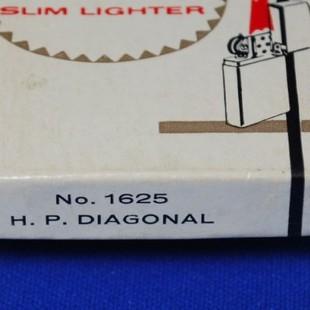 SLIM LIGHTER
No. 1625
H. P. DIAGONAL